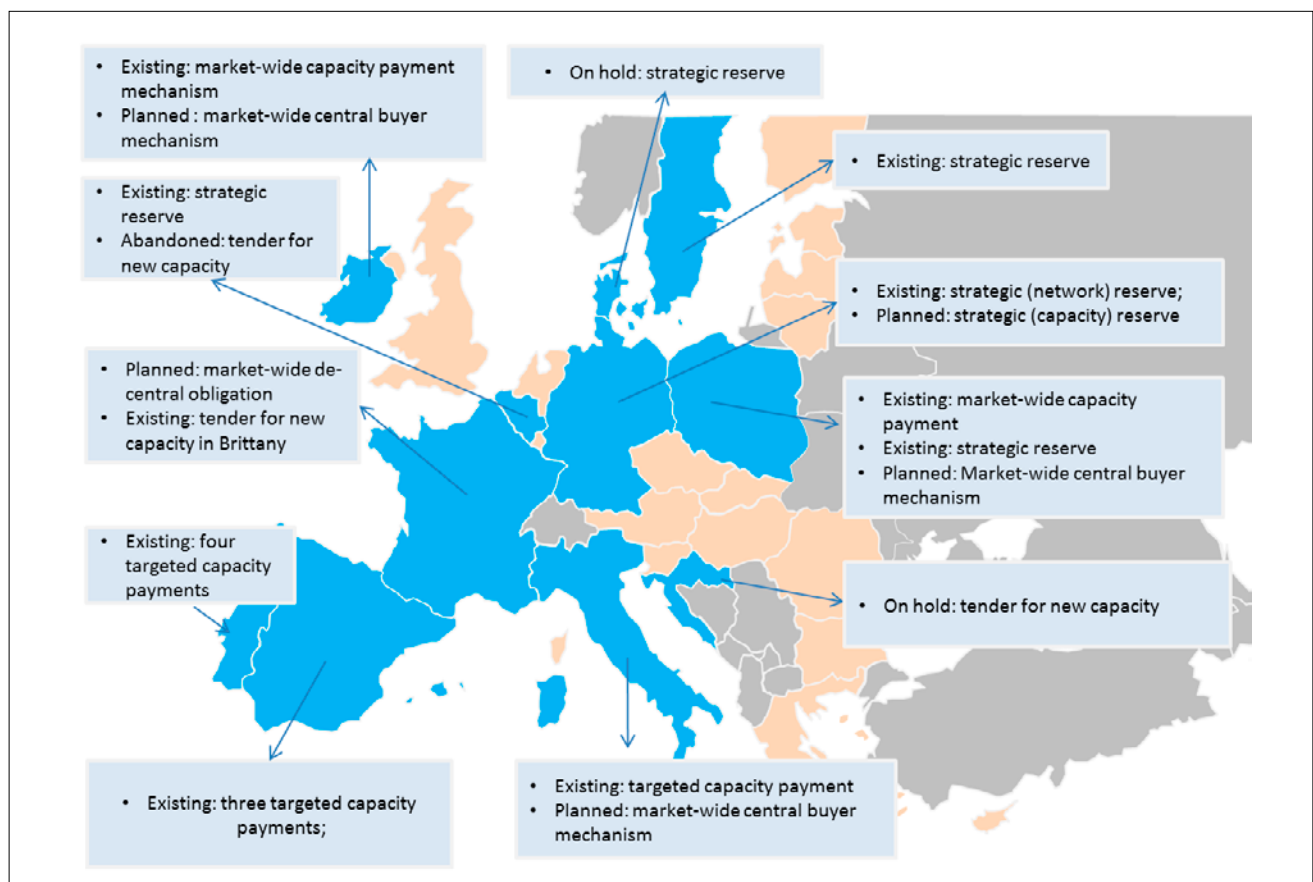 • Existing: market-wide capacity payment
mechanism
• Planned : market-wide central buyer
mechanism
• On hold: strategic reserve
• Existing: strategic reserve
• Existing: strategic
reserve
• Abandoned: tender for
new capacity
• Existing: strategic (network) reserve;
• Planned: strategic (capacity) reserve
• Planned: market-wide de-
central obligation
• Existing: tender for new
capacity in Brittany
• Existing: market-wide capacity
payment
• Existing: strategic reserve
• Planned: Market-wide central buyer
mechanism
• Existing: four
targeted capacity
payments
• On hold: tender for new capacity
• Existing: three targeted capacity
payments;
• Existing: targeted capacity payment
• Planned: market-wide central buyer
mechanism